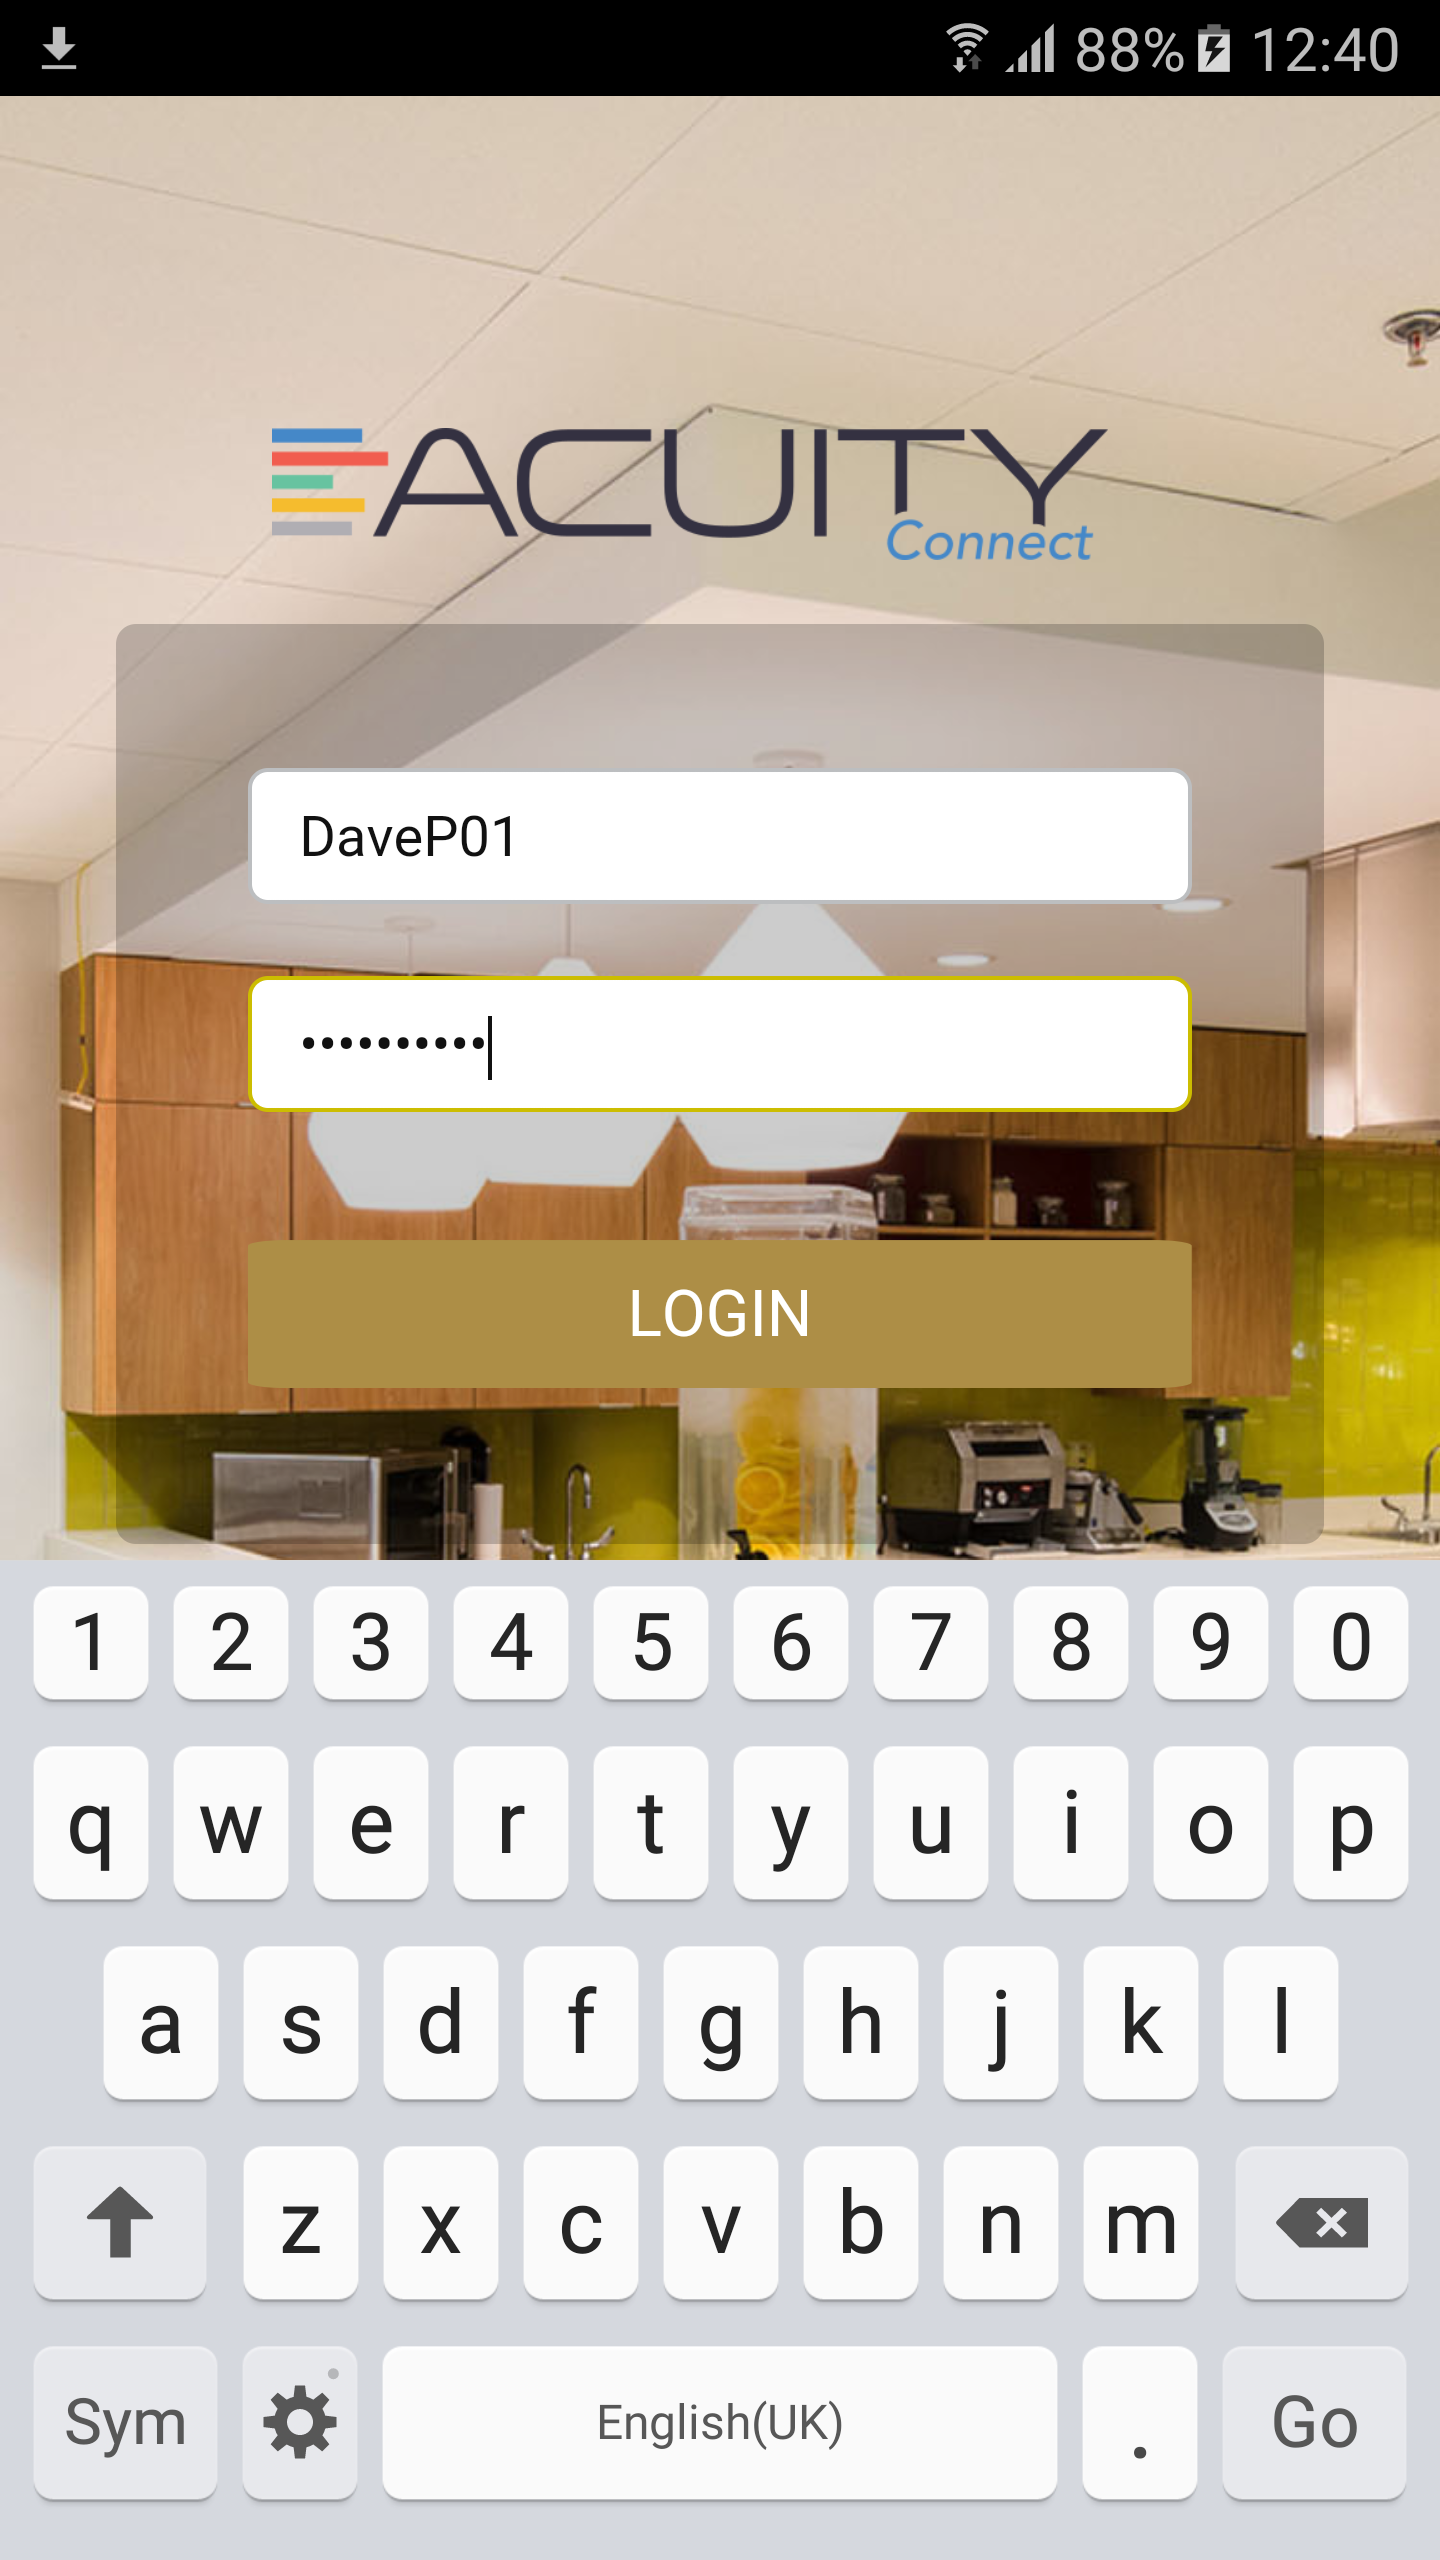 88% 12:40
ACUITY
Connect
DaveP01
••••••••••
LOGIN
1 2 3 4 5 6 7 8 9 0
q w e r t y u i o p
a s d f g h j k l
z x c v b n m
Sym English(UK) . Go